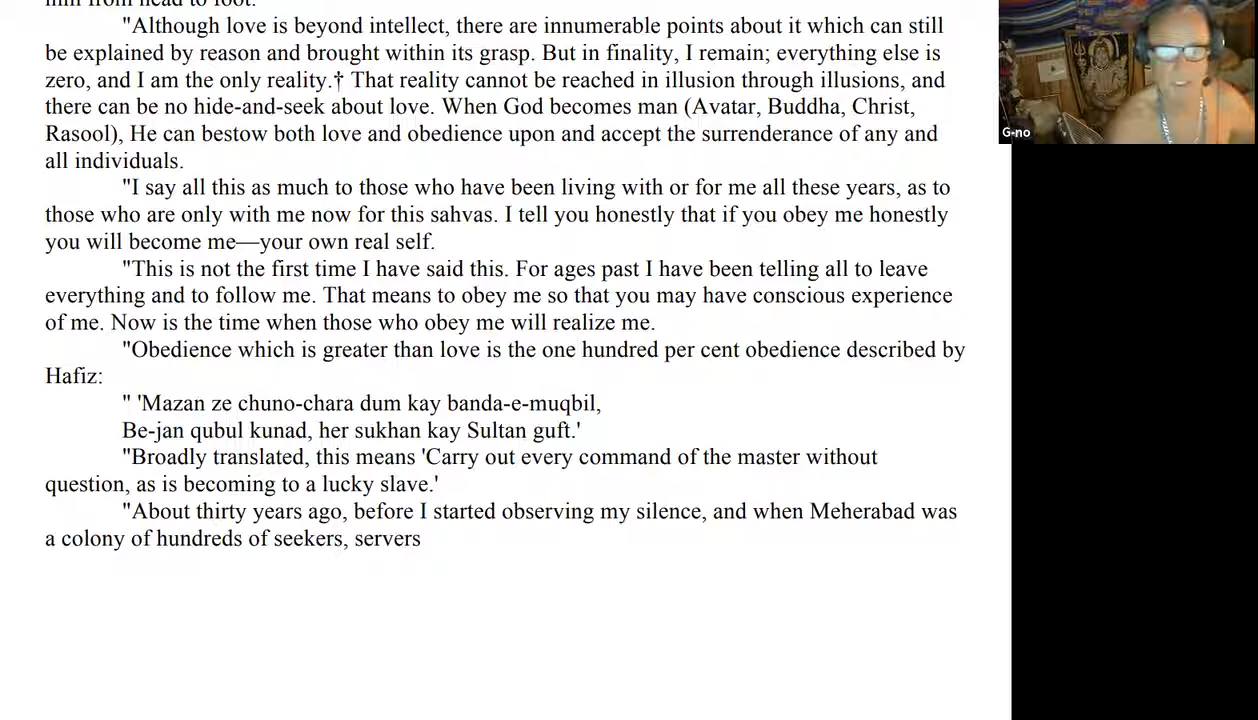 "Although love is beyond intellect, there are innumerable points about it which can still
be explained by reason and brought within its grasp. But in finality, I remain; everything else is
zero, and I am the only reality.† That reality cannot be reached in illusion through illusions, and
there can be no hide-and-seek about love. When God becomes man (Avatar, Buddha, Christ,
Rasool), He can bestow both love and obedience upon and accept the surrenderance of any and
all individuals.
"I say all this as much to those who have been living with or for me all these years, as to
those who are only with me now for this sahvas. I tell you honestly that if you obey me honestly
you will become me—your own real self.
"This is not the first time I have said this. For ages past I have been telling all to leave
everything and to follow me. That means to obey me so that you may have conscious experience
of me. Now is the time when those who obey me will realize me.
"Obedience which is greater than love is the one hundred per cent obedience described by
Hafiz:
" 'Mazan ze chuno-chara dum kay banda-e-muqbil,
Be-jan qubul kunad, her sukhan kay Sultan guft.'
"Broadly translated, this means 'Carry out every command of the master without
question, as is becoming to a lucky slave.'
"About thirty years ago, before I started observing my silence, and when Meherabad was
a colony of hundreds of seekers, servers
G-no